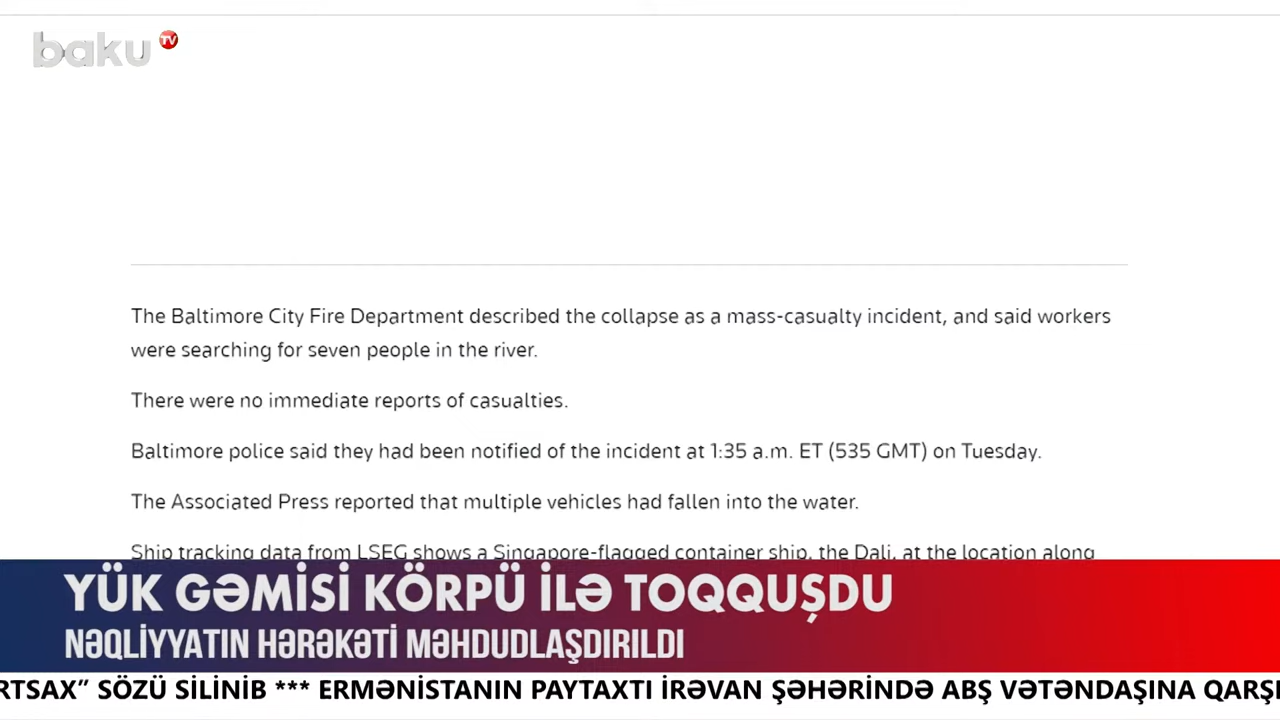 baku TV
The Baltimore City Fire Department described the collapse as a mass-casualty incident, and said workers
were searching for seven people in the river.
There were no immediate reports of casualties.
Baltimore police said they had been notified of the incident at 1:35 a.m. ET (535 GMT) on Tuesday.
The Associated Press reported that multiple vehicles had fallen into the water.
Ship tracking data from LSEG shows a Singapore-flagged container ship, the Dali, at the location along
YÜK GƏMİSİ KÖRPÜ İLƏ TOQQUŞDU
NƏQLİYYATIN HƏRƏKƏTİ MƏHDUDLAŞDIRILDI
RTSAX” SÖZÜ SİLİNİB *** ERMƏNİSTANIN PAYTAXTI İRƏVAN ŞƏHƏRİNDƏ ABŞ VƏTƏNDAŞINA QARŞI